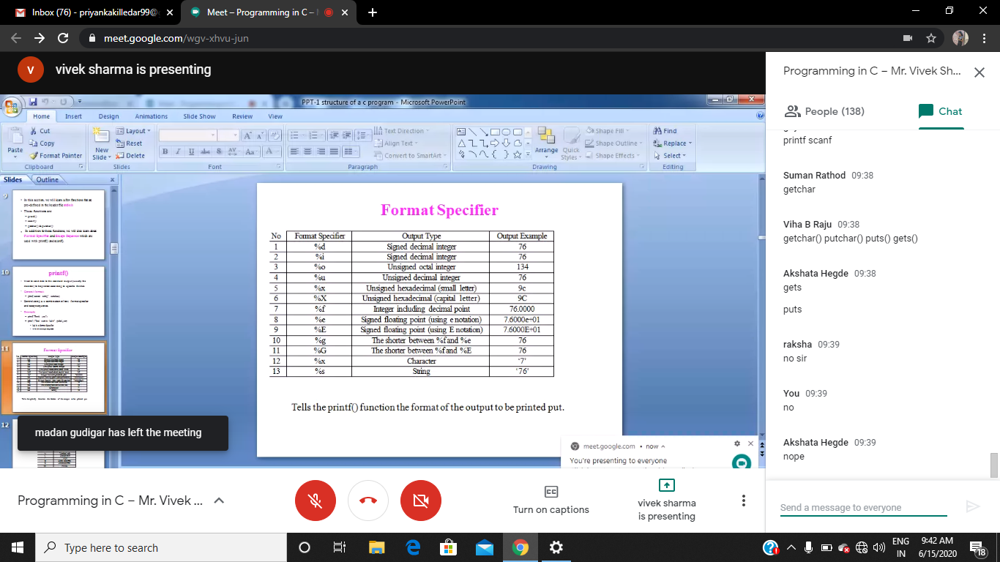 Inbox (76) - priyankakilledar99@
Meet – Programming in C –
meet.google.com/wgv-xhvu-jun
V
vivek sharma is presenting
PPT-1 structure of a c program - Microsoft PowerPoint
Home Insert Design Animations Slide Show Review View
Paste
Cut
Copy
Format Painter
Clipboard
New Slide
Layout
Reset
Delete
Slides
B I U abc S AV Aa A
Font
Text Direction
Align Text
Convert to SmartArt
Paragraph
Arrange
Quick Styles
Shape Fill
Shape Outline
Shape Effects
Drawing
Find
Replace
Select
Editing
Slides Outline
9
10
printf()
11
Format Specifier
12
Format Specifier
No Format Specifier Output Type Output Example
1 %d Signed decimal integer 76
2 %i Signed decimal integer 76
3 %o Unsigned octal integer 134
4 %u Unsigned decimal integer 76
5 %x Unsigned hexadecimal (small letter) 9c
6 %X Unsigned hexadecimal (capital letter) 9C
7 %f Integer including decimal point 76.0000
8 %e Signed floating point (using e notation) 7.6000e+01
9 %E Signed floating point (using E notation) 7.6000E+01
10 %g The shorter between %f and %e 76
11 %G The shorter between %f and %E 76
12 %x Character ‘7’
13 %s String ‘76’
Tells the printf() function the format of the output to be printed put.
madan gudigar has left the meeting
meet.google.com • now
You're presenting to everyone
Programming in C – Mr. Vivek ...
Turn on captions
vivek sharma
is presenting
Programming in C – Mr. Vivek Sh...
People (138)
Chat
printf scanf
Suman Rathod 09:38
getchar
Viha B Raju 09:38
getchar() putchar() puts() gets()
Akshata Hegde 09:38
gets
puts
raksha 09:39
no sir
You 09:39
no
Akshata Hegde 09:39
nope
Send a message to everyone
Type here to search
ENG
IN
9:42 AM
6/15/2020
18